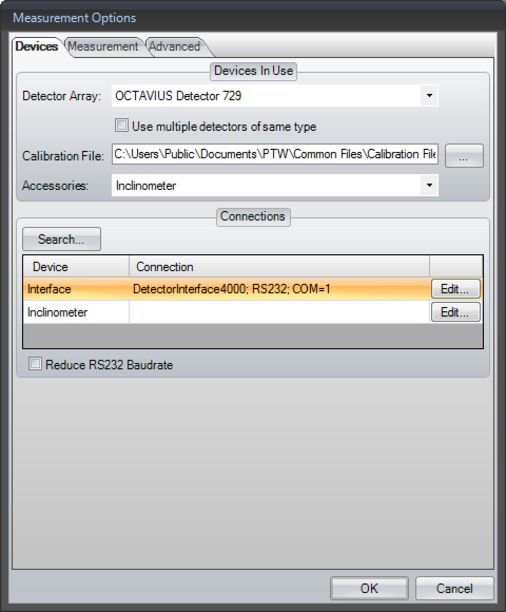 Measurement Options
Devices Measurement Advanced
Devices In Use
Detector Array: OCTAVIUS Detector 729
Use multiple detectors of same type
Calibration File: C:\Users\Public\Documents\PTW\Common Files\Calibration File ...
Accessories: Inclinometer
Connections
Search...
Device Connection
Interface DetectorInterface4000; RS232; COM=1 Edit...
Inclinometer Edit...
Reduce RS232 Baudrate
OK Cancel